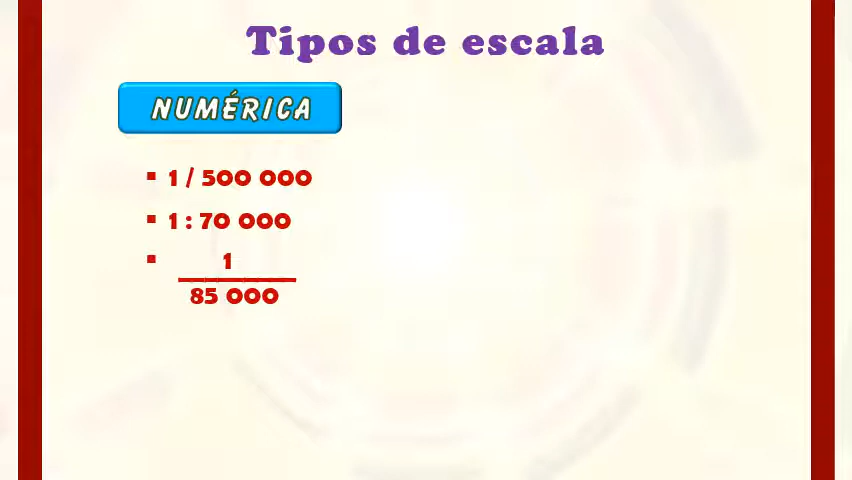 Tipos de escala
NUMÉRICA
▪ 1 / 500 000
▪ 1 : 70 000
▪ 1
85 000